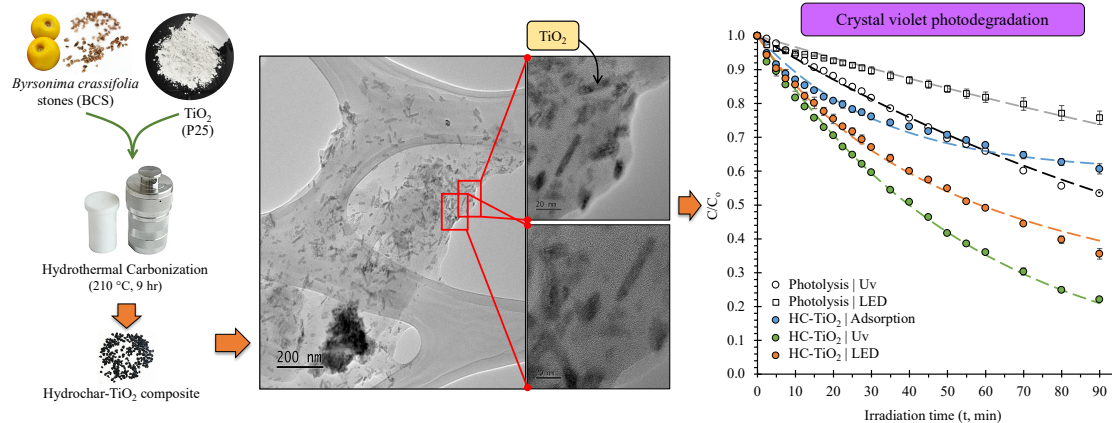 Byrsonima crassifolia
stones (BCS)
TiO₂
(P25)
Hydrothermal Carbonization
(210 °C, 9 hr)
Hydrochar-TiO₂ composite
TiO₂
200 nm
20 nm
Crystal violet photodegradation
C/Cₒ
1.0
0.9
0.8
0.7
0.6
0.5
0.4
0.3
0.2
0.1
0.0
Photolysis | Uv
Photolysis | LED
HC-TiO₂ | Adsorption
HC-TiO₂ | Uv
HC-TiO₂ | LED
0 10 20 30 40 50 60 70 80 90
Irradiation time (t, min)